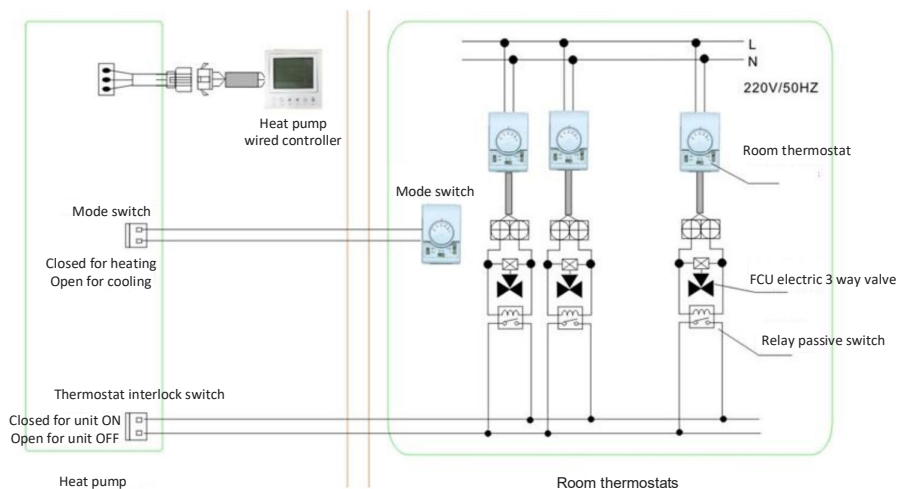 L
N
220V/50HZ
Heat pump
wired controller
Room thermostat
Mode switch
Mode switch
Closed for heating
Open for cooling
FCU electric 3 way valve
Relay passive switch
Thermostat interlock switch
Closed for unit ON
Open for unit OFF
Heat pump
Room thermostats